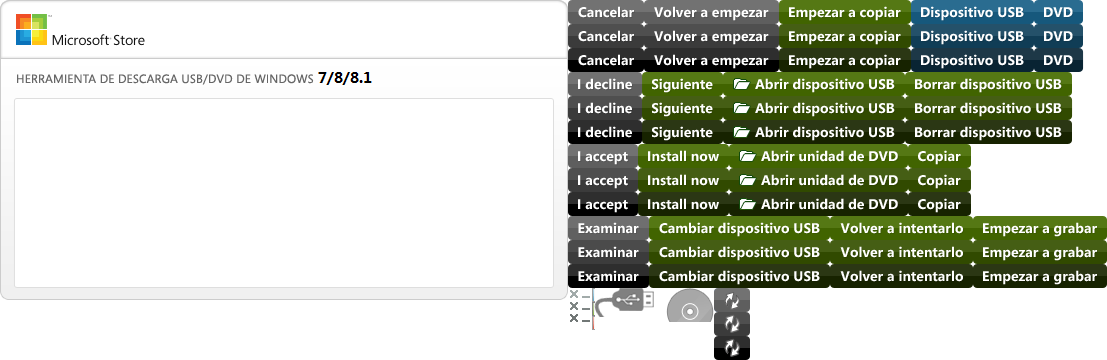 Microsoft Store
HERRAMIENTA DE DESCARGA USB/DVD DE WINDOWS 7/8/8.1
Cancelar Volver a empezar Empezar a copiar Dispositivo USB DVD
Cancelar Volver a empezar Empezar a copiar Dispositivo USB DVD
Cancelar Volver a empezar Empezar a copiar Dispositivo USB DVD
I decline Siguiente Abrir dispositivo USB Borrar dispositivo USB
I decline Siguiente Abrir dispositivo USB Borrar dispositivo USB
I decline Siguiente Abrir dispositivo USB Borrar dispositivo USB
I accept Install now Abrir unidad de DVD Copiar
I accept Install now Abrir unidad de DVD Copiar
I accept Install now Abrir unidad de DVD Copiar
Examinar Cambiar dispositivo USB Volver a intentarlo Empezar a grabar
Examinar Cambiar dispositivo USB Volver a intentarlo Empezar a grabar
Examinar Cambiar dispositivo USB Volver a intentarlo Empezar a grabar